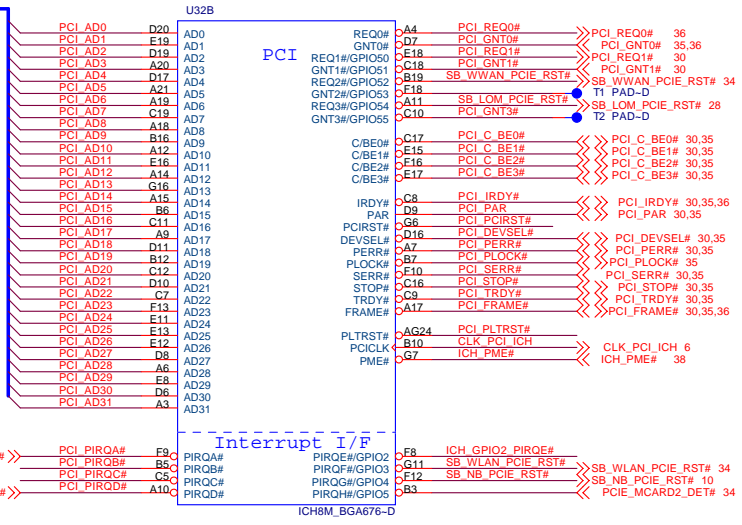 U32B
PCI
PCI_AD0 D20 AD0 REQ0# A4 PCI_REQ0# PCI_REQ0# 36
PCI_AD1 E19 AD1 GNT0# D7 PCI_GNT0# PCI_GNT0# 35,36
PCI_AD2 D19 AD2 REQ1#/GPIO50 E18 PCI_REQ1# PCI_REQ1# 30
PCI_AD3 A20 AD3 GNT1#/GPIO51 C18 PCI_GNT1# PCI_GNT1# 30
PCI_AD4 D17 AD4 REQ2#/GPIO52 B19 SB_WWAN_PCIE_RST# SB_WWAN_PCIE_RST# 34
PCI_AD5 A21 AD5 GNT2#/GPIO53 F18 T1 PAD~D
PCI_AD6 A19 AD6 REQ3#/GPIO54 A11 SB_LOM_PCIE_RST# SB_LOM_PCIE_RST# 28
PCI_AD7 C19 AD7 GNT3#/GPIO55 C10 PCI_GNT3# T2 PAD~D
PCI_AD8 A18 AD8
PCI_AD9 B16 AD9 C/BE0# C17 PCI_C_BE0# PCI_C_BE0# 30,35
PCI_AD10 A12 AD10 C/BE1# E15 PCI_C_BE1# PCI_C_BE1# 30,35
PCI_AD11 E16 AD11 C/BE2# F16 PCI_C_BE2# PCI_C_BE2# 30,35
PCI_AD12 A14 AD12 C/BE3# E17 PCI_C_BE3# PCI_C_BE3# 30,35
PCI_AD13 G16 AD13
PCI_AD14 A15 AD14 IRDY# C8 PCI_IRDY# PCI_IRDY# 30,35,36
PCI_AD15 B6 AD15 PAR D9 PCI_PAR PCI_PAR 30,35
PCI_AD16 C11 AD16 PCIRST# G6 PCI_PCIRST#
PCI_AD17 A9 AD17 DEVSEL# D16 PCI_DEVSEL# PCI_DEVSEL# 30,35
PCI_AD18 D11 AD18 PERR# A7 PCI_PERR# PCI_PERR# 30,35
PCI_AD19 B12 AD19 PLOCK# B7 PCI_PLOCK# PCI_PLOCK# 35
PCI_AD20 C12 AD20 SERR# F10 PCI_SERR# PCI_SERR# 30,35
PCI_AD21 D10 AD21 STOP# C16 PCI_STOP# PCI_STOP# 30,35
PCI_AD22 C7 AD22 TRDY# C9 PCI_TRDY# PCI_TRDY# 30,35
PCI_AD23 F13 AD23 FRAME# A17 PCI_FRAME# PCI_FRAME# 30,35,36
PCI_AD24 E11 AD24
PCI_AD25 E13 AD25 PLTRST# AG24 PCI_PLTRST#
PCI_AD26 E12 AD26 PCICLK B10 CLK_PCI_ICH CLK_PCI_ICH 6
PCI_AD27 D8 AD27 PME# G7 ICH_PME# ICH_PME# 38
PCI_AD28 A6 AD28
PCI_AD29 E8 AD29
PCI_AD30 D6 AD30
PCI_AD31 A3 AD31
Interrupt I/F
# PCI_PIRQA# F9 PIRQA# PIRQE#/GPIO2 F8 ICH_GPIO2_PIRQE#
PCI_PIRQB# B5 PIRQB# PIRQF#/GPIO3 G11 SB_WLAN_PCIE_RST# SB_WLAN_PCIE_RST# 34
PCI_PIRQC# C5 PIRQC# PIRQG#/GPIO4 F12 SB_NB_PCIE_RST# SB_NB_PCIE_RST# 10
# PCI_PIRQD# A10 PIRQD# PIRQH#/GPIO5 B3 PCIE_MCARD2_DET# 34
ICH8M_BGA676~D